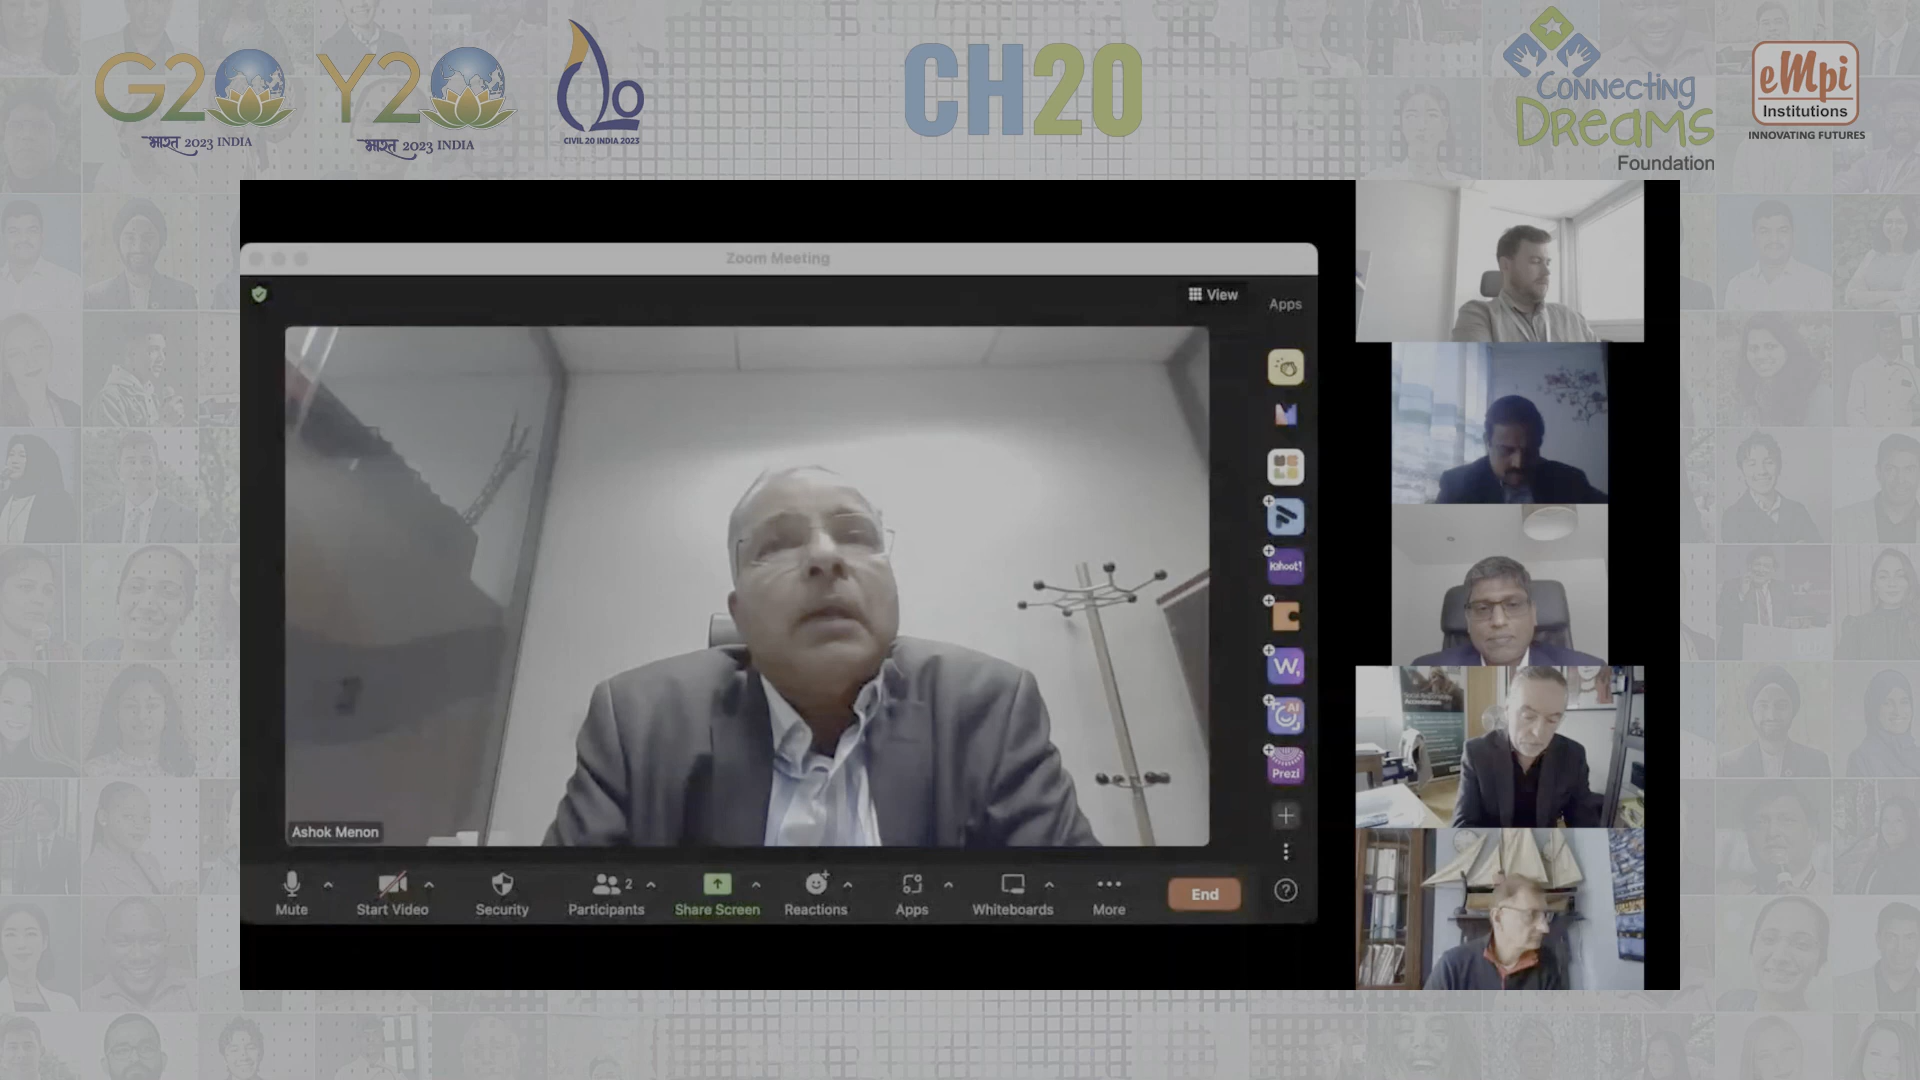 G20
भारत 2023 INDIA
Y20
भारत 2023 INDIA
CIVIL 20 INDIA 2023
CH20
Connecting
Dreams
Foundation
eMpi
Institutions
INNOVATING FUTURES
Zoom Meeting
View
Apps
Kahoot!
W,
AI
Prezi
Ashok Menon
Mute
Start Video
Security
Participants
2
Share Screen
Reactions
Apps
Whiteboards
More
End